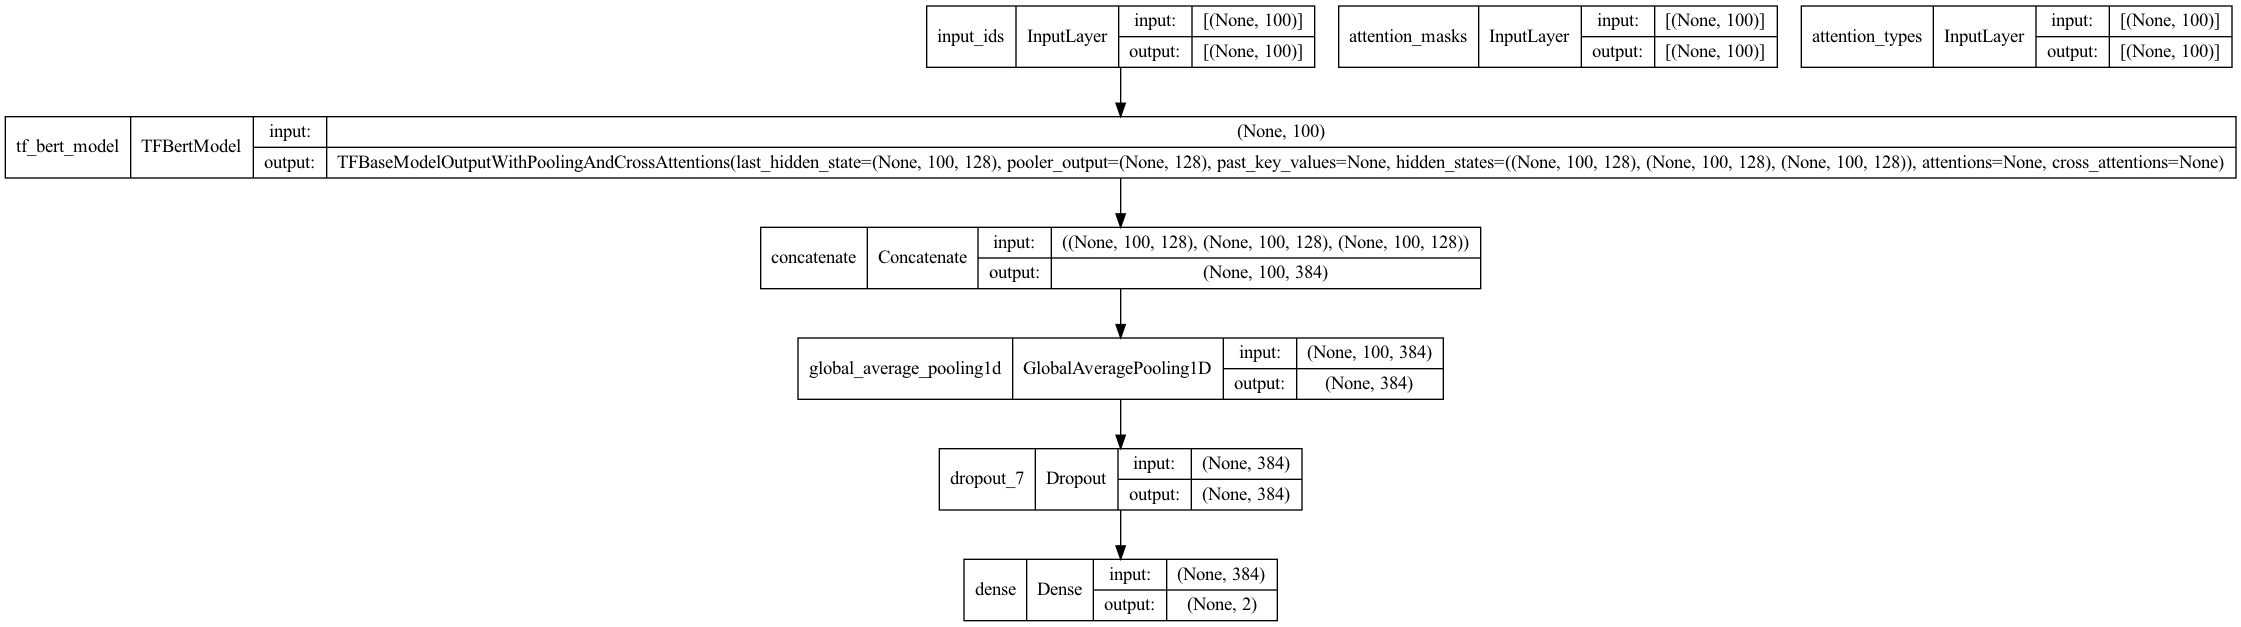 input_ids InputLayer input: [(None, 100)]
output: [(None, 100)]
attention_masks InputLayer input: [(None, 100)]
output: [(None, 100)]
attention_types InputLayer input: [(None, 100)]
output: [(None, 100)]
tf_bert_model TFBertModel input: (None, 100)
output: TFBaseModelOutputWithPoolingAndCrossAttentions(last_hidden_state=(None, 100, 128), pooler_output=(None, 128), past_key_values=None, hidden_states=((None, 100, 128), (None, 100, 128), (None, 100, 128)), attentions=None, cross_attentions=None)
concatenate Concatenate input: ((None, 100, 128), (None, 100, 128), (None, 100, 128))
output: (None, 100, 384)
global_average_pooling1d GlobalAveragePooling1D input: (None, 100, 384)
output: (None, 384)
dropout_7 Dropout input: (None, 384)
output: (None, 384)
dense Dense input: (None, 384)
output: (None, 2)